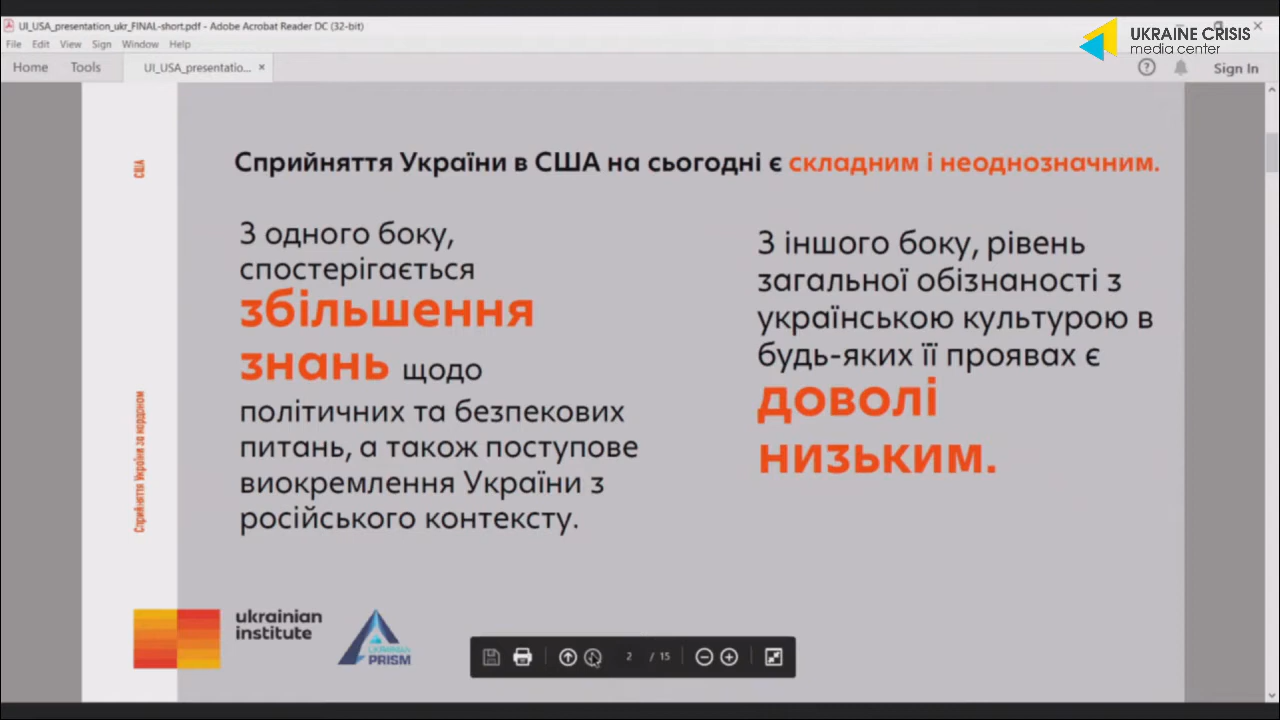 UI_USA_presentation_ukr_FINAL-short.pdf - Adobe Acrobat Reader DC (32-bit)
File Edit View Sign Window Help
Home Tools UI_USA_presentatio... × Sign In
UKRAINE CRISIS
media center
США
Сприйняття України за кордоном
Сприйняття України в США на сьогодні є складним і неоднозначним.
З одного боку,
спостерігається
збільшення
знань щодо
політичних та безпекових
питань, а також поступове
виокремлення України з
російського контексту.
З іншого боку, рівень
загальної обізнаності з
українською культурою в
будь-яких її проявах є
доволі
низьким.
ukrainian
institute
UKRAINIAN
PRISM
2 / 15